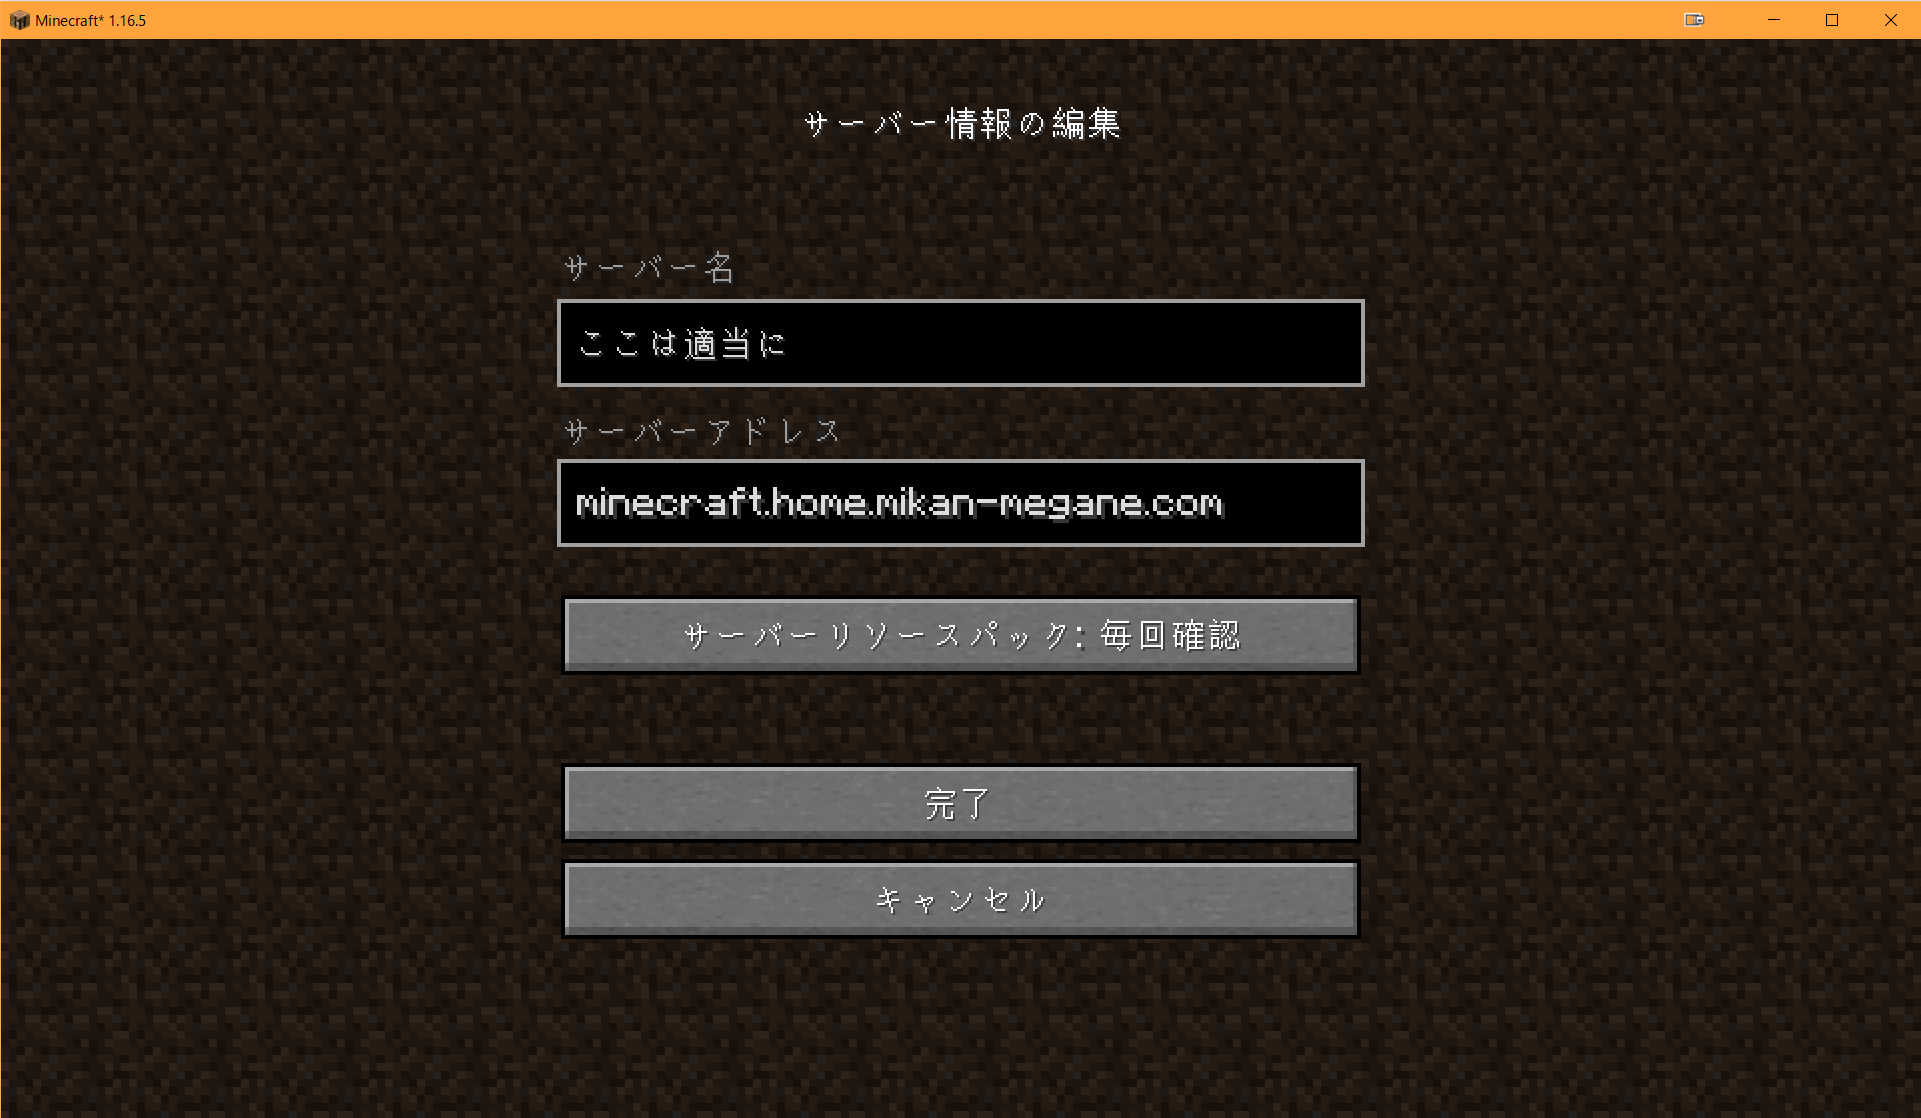 Minecraft* 1.16.5
サーバー情報の編集
サーバー名
ここは適当に
サーバーアドレス
minecraft.home.mikan-megane.com
サーバーリソースパック: 毎回確認
完了
キャンセル